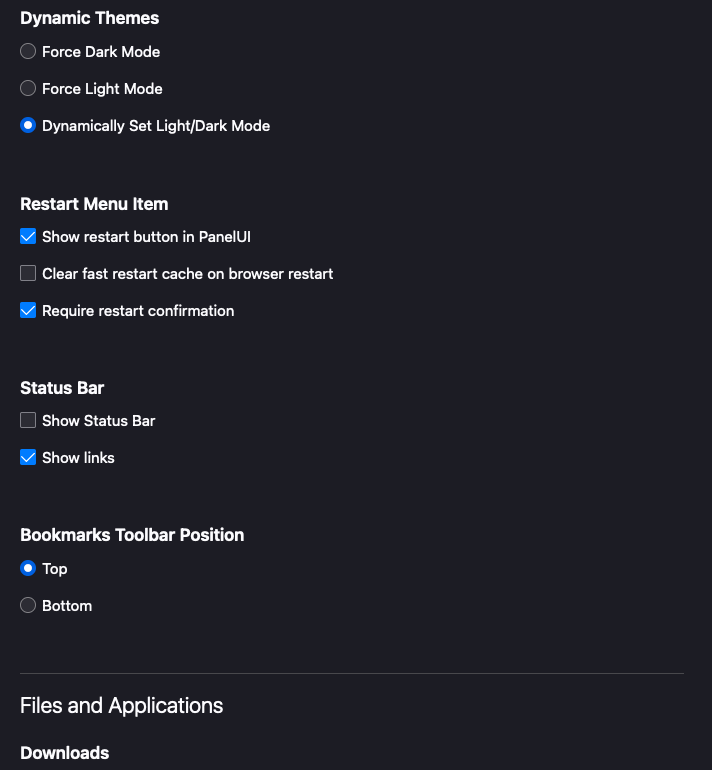 Dynamic Themes
Force Dark Mode
Force Light Mode
Dynamically Set Light/Dark Mode
Restart Menu Item
Show restart button in PanelUI
Clear fast restart cache on browser restart
Require restart confirmation
Status Bar
Show Status Bar
Show links
Bookmarks Toolbar Position
Top
Bottom
Files and Applications
Downloads